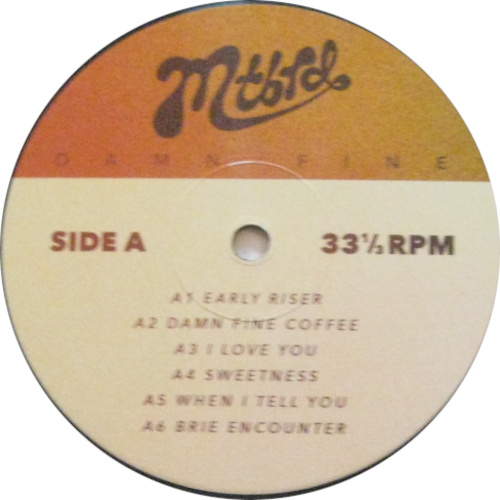 Mtbrd
DAMN FINE
SIDE A
33⅓ RPM
A1 EARLY RISER
A2 DAMN FINE COFFEE
A3 I LOVE YOU
A4 SWEETNESS
A5 WHEN I TELL YOU
A6 BRIE ENCOUNTER